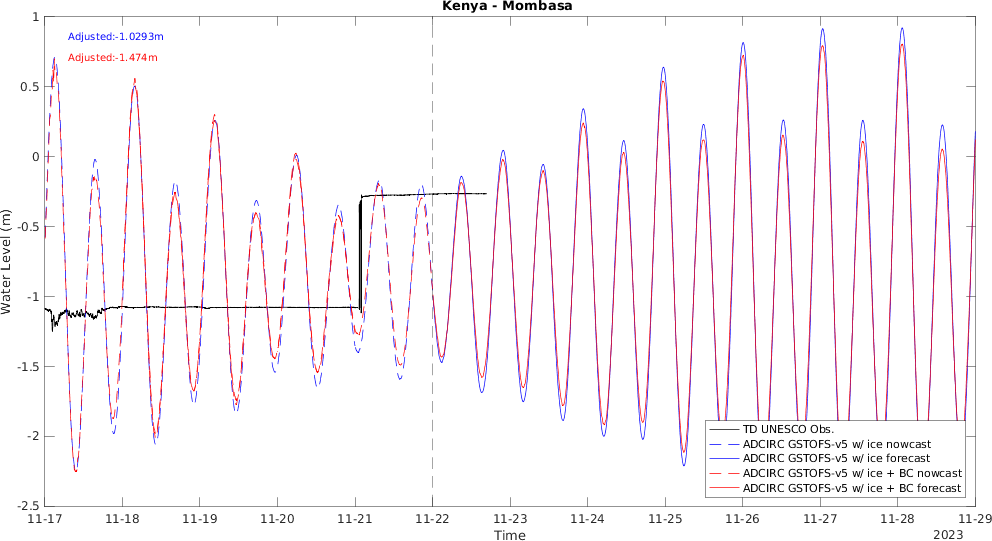 Kenya - Mombasa
Adjusted:-1.0293m
Adjusted:-1.474m
Water Level (m)
1
0.5
0
-0.5
-1
-1.5
-2
-2.5
TD UNESCO Obs.
ADCIRC GSTOFS-v5 w/ ice nowcast
ADCIRC GSTOFS-v5 w/ ice forecast
ADCIRC GSTOFS-v5 w/ ice + BC nowcast
ADCIRC GSTOFS-v5 w/ ice + BC forecast
11-17 11-18 11-19 11-20 11-21 11-22 11-23 11-24 11-25 11-26 11-27 11-28 11-29
Time
2023